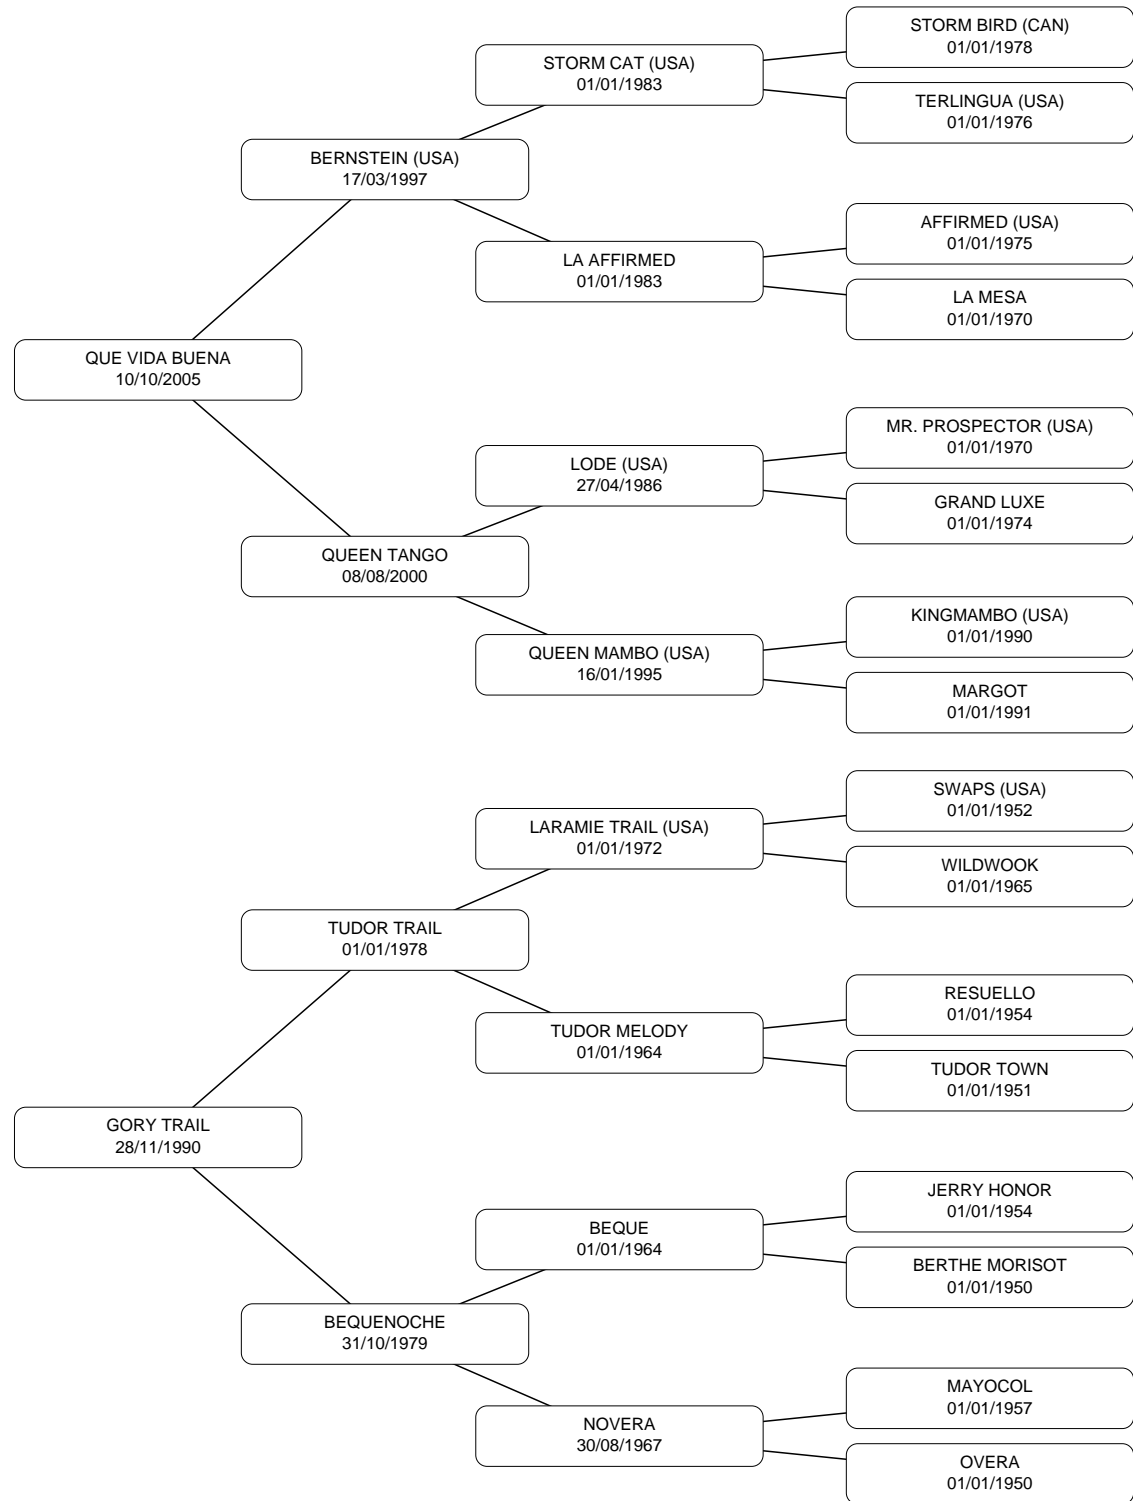 STORM BIRD (CAN)
01/01/1978
STORM CAT (USA)
01/01/1983
TERLINGUA (USA)
01/01/1976
BERNSTEIN (USA)
17/03/1997
AFFIRMED (USA)
01/01/1975
LA AFFIRMED
01/01/1983
LA MESA
01/01/1970
QUE VIDA BUENA
10/10/2005
MR. PROSPECTOR (USA)
01/01/1970
LODE (USA)
27/04/1986
GRAND LUXE
01/01/1974
QUEEN TANGO
08/08/2000
KINGMAMBO (USA)
01/01/1990
QUEEN MAMBO (USA)
16/01/1995
MARGOT
01/01/1991
SWAPS (USA)
01/01/1952
LARAMIE TRAIL (USA)
01/01/1972
WILDWOOK
01/01/1965
TUDOR TRAIL
01/01/1978
RESUELLO
01/01/1954
TUDOR MELODY
01/01/1964
TUDOR TOWN
01/01/1951
GORY TRAIL
28/11/1990
JERRY HONOR
01/01/1954
BEQUE
01/01/1964
BERTHE MORISOT
01/01/1950
BEQUENOCHE
31/10/1979
MAYOCOL
01/01/1957
NOVERA
30/08/1967
OVERA
01/01/1950